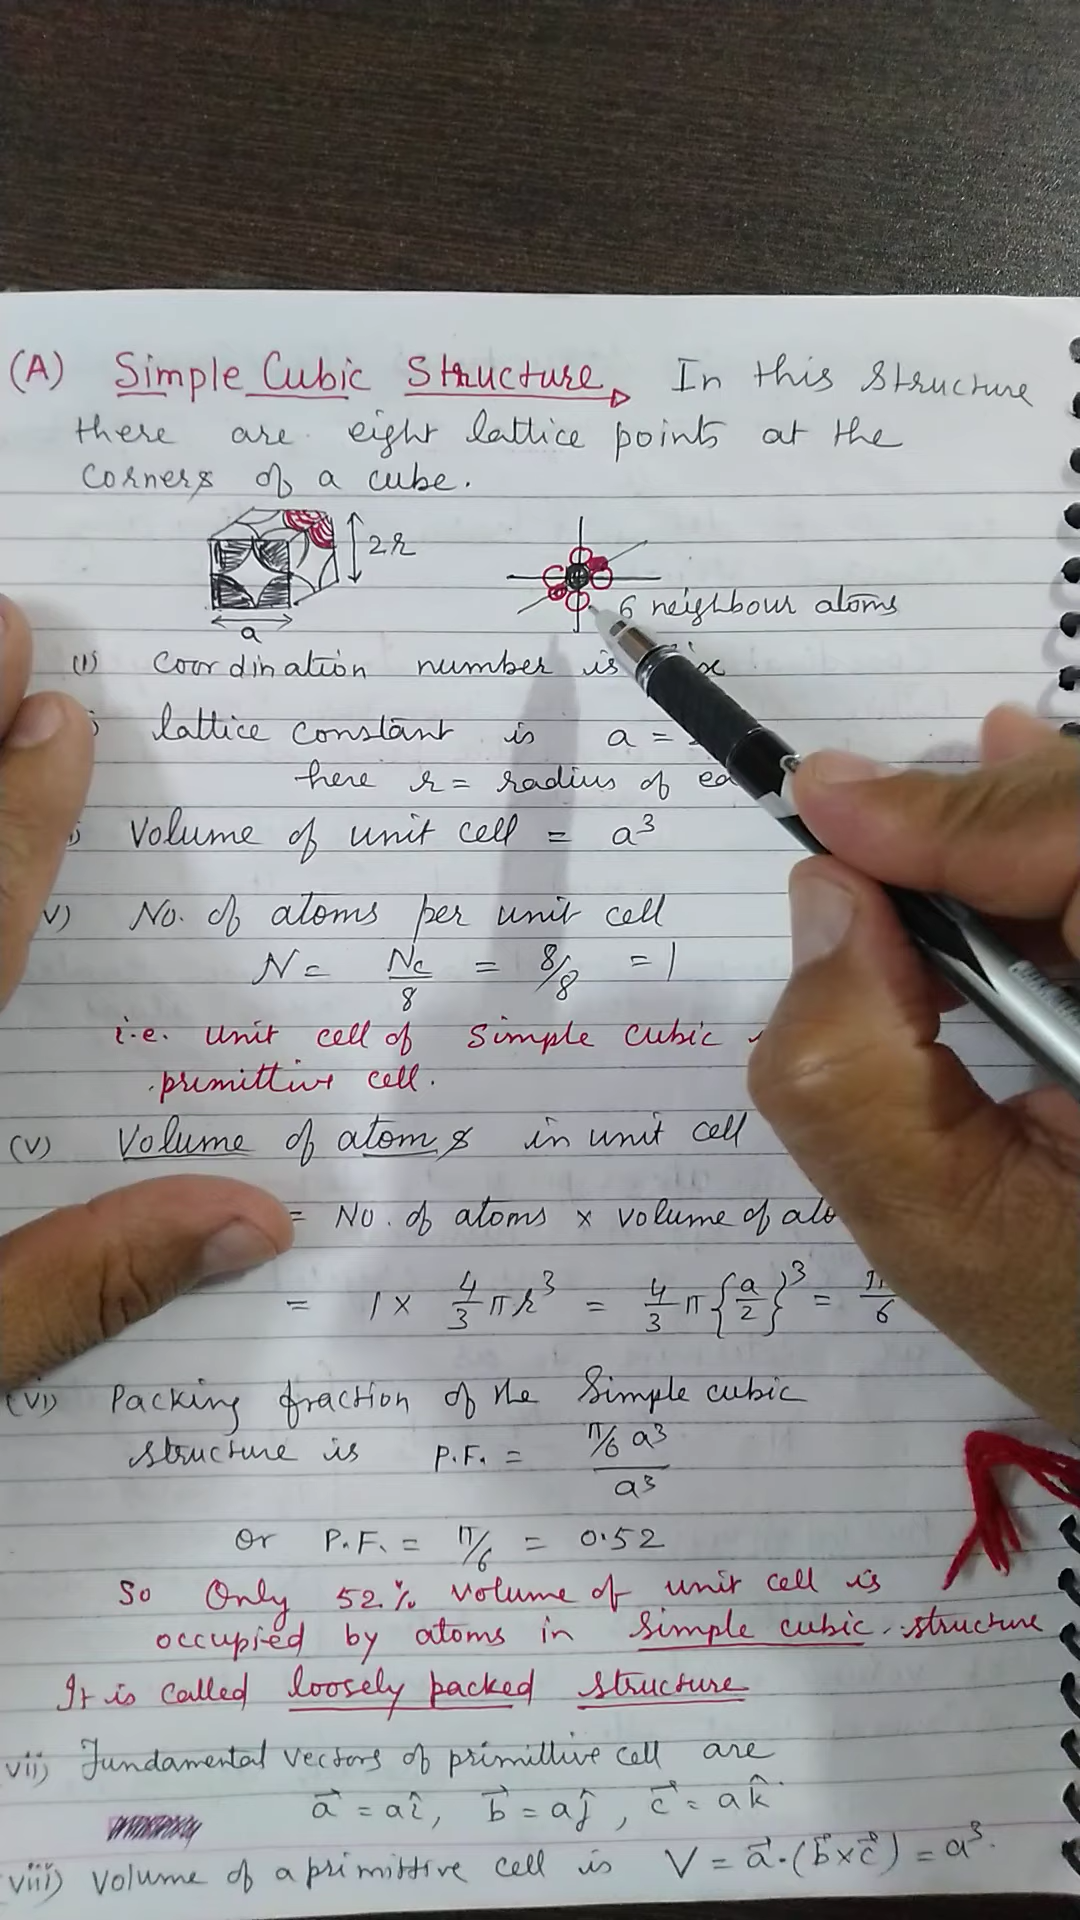 (A) Simple Cubic Structure In this structure
there are eight lattice points at the
corners of a cube.
2r
a
6 neighbour atoms
(i) Coordination number is
lattice constant is a =
here r = radius of
Volume of unit cell = a³
No. of atoms per unit cell
N = Nc/8 = 8/8 = 1
i.e. unit cell of simple cubic
primittive cell.
(v) Volume of atoms in unit cell
= No. of atoms × volume of
= 1 × 4/3 π r³ = 4/3 π {a/2}³ = π/6
(vi) Packing fraction of the simple cubic
structure is P.F. = π/6 a³ / a³
or P.F. = π/6 = 0.52
So Only 52% volume of unit cell is
occupied by atoms in simple cubic structure
It is called loosely packed structure
vii) Fundamental vectors of primittive cell are
a⃗ = aî, b⃗ = aĵ, c⃗ = ak̂
(viii) Volume of a primittive cell is V = a⃗·(b⃗×c⃗) = a³.